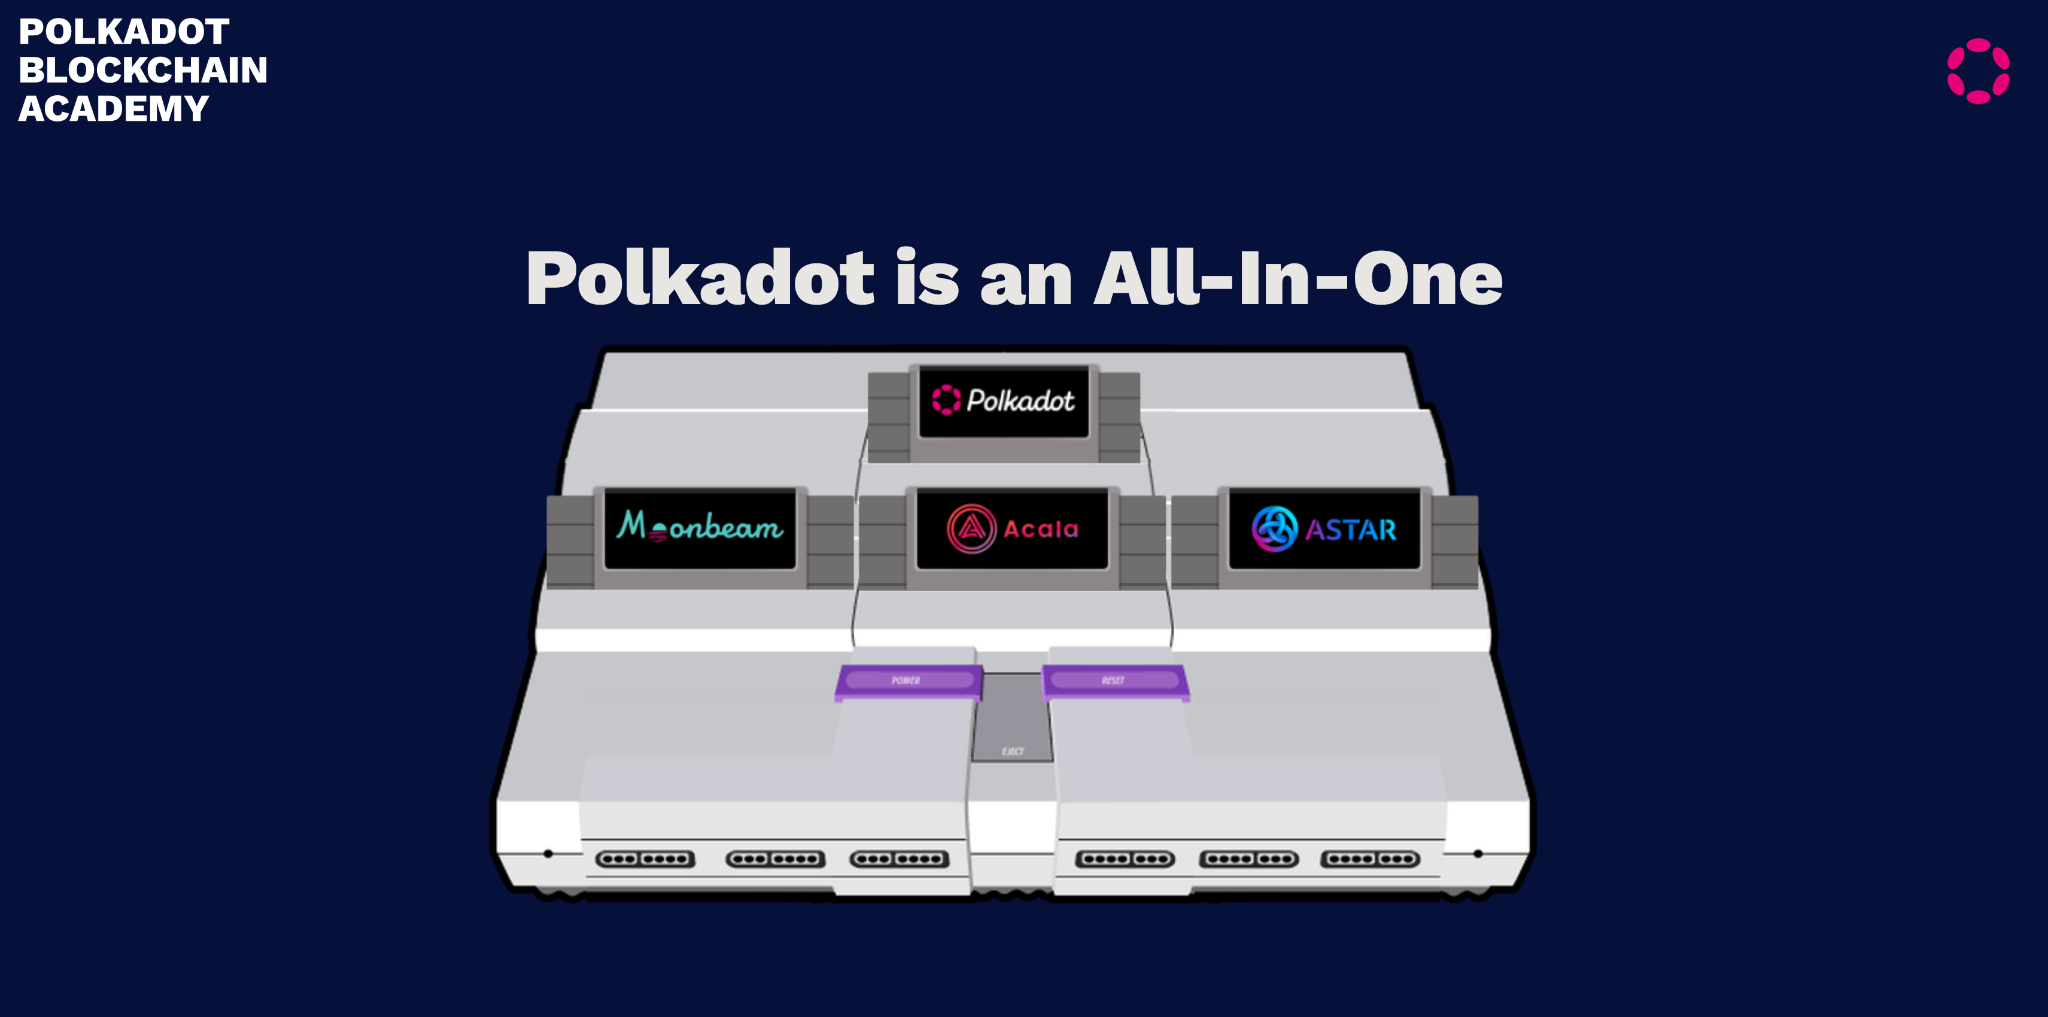 POLKADOT
BLOCKCHAIN
ACADEMY
Polkadot is an All-In-One
Polkadot
Moonbeam
Acala
ASTAR
POWER
RESET
EJECT